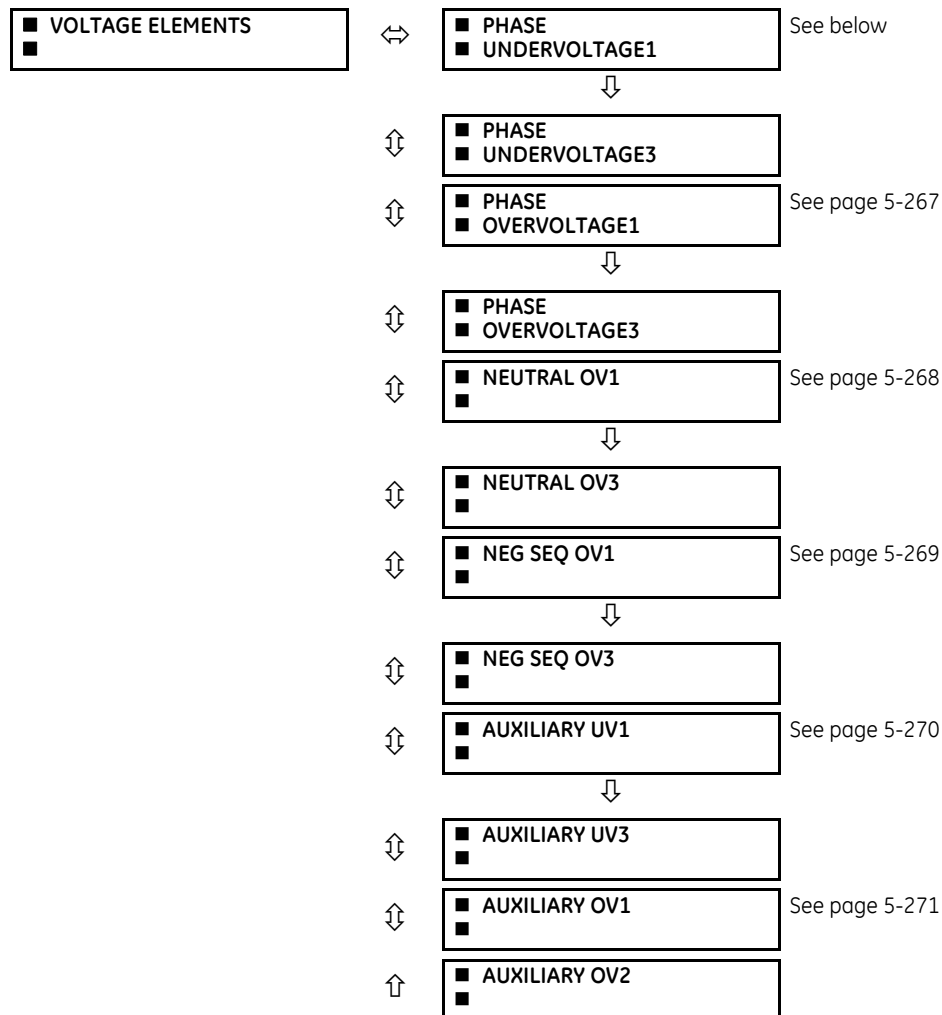 ■ VOLTAGE ELEMENTS
■
■ PHASE
■ UNDERVOLTAGE1
See below
■ PHASE
■ UNDERVOLTAGE3
■ PHASE
■ OVERVOLTAGE1
See page 5-267
■ PHASE
■ OVERVOLTAGE3
■ NEUTRAL OV1
■
See page 5-268
■ NEUTRAL OV3
■
■ NEG SEQ OV1
■
See page 5-269
■ NEG SEQ OV3
■
■ AUXILIARY UV1
■
See page 5-270
■ AUXILIARY UV3
■
■ AUXILIARY OV1
■
See page 5-271
■ AUXILIARY OV2
■